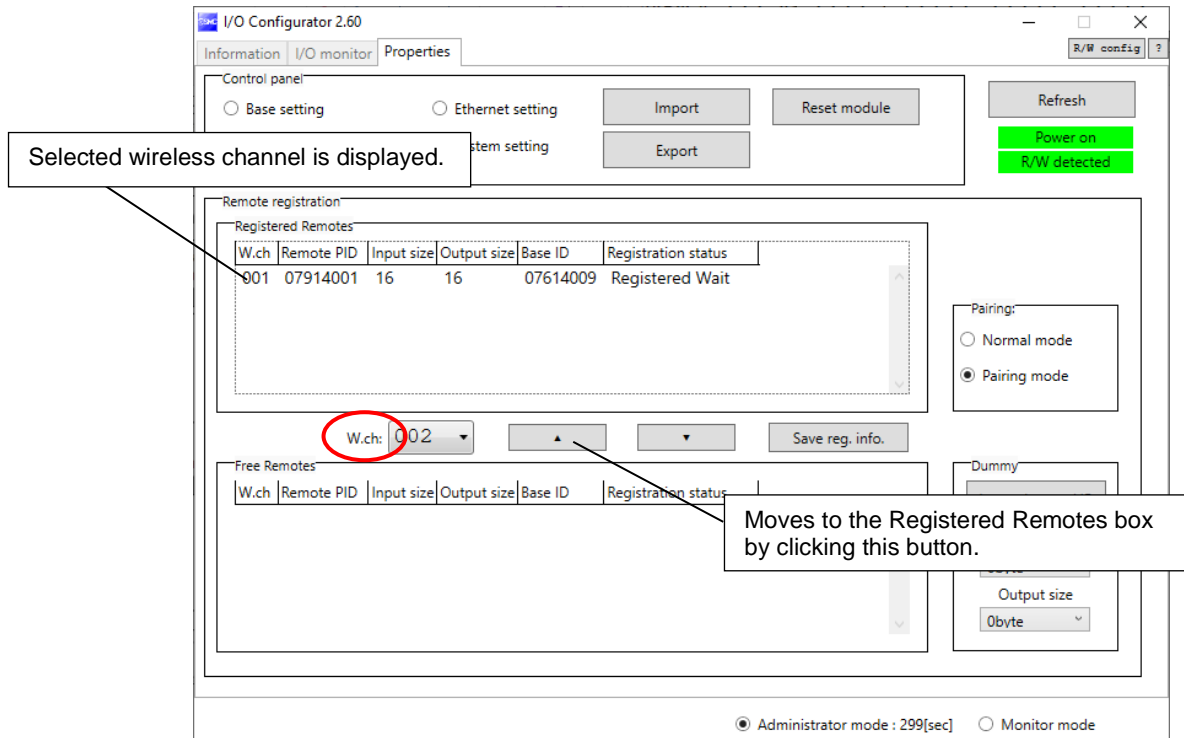 SMC I/O Configurator 2.60
Information I/O monitor Properties R/W config ?
Control panel
Base setting Ethernet setting Import Reset module Refresh
stem setting Export Power on
R/W detected
Selected wireless channel is displayed.
Remote registration
Registered Remotes
W.ch Remote PID Input size Output size Base ID Registration status
001 07914001 16 16 07614009 Registered Wait
Pairing:
Normal mode
Pairing mode
W.ch: 002 ▲ ▼ Save reg. info.
Free Remotes
W.ch Remote PID Input size Output size Base ID Registration status
Dummy
Moves to the Registered Remotes box
by clicking this button.
Output size
0byte
Administrator mode : 299[sec] Monitor mode